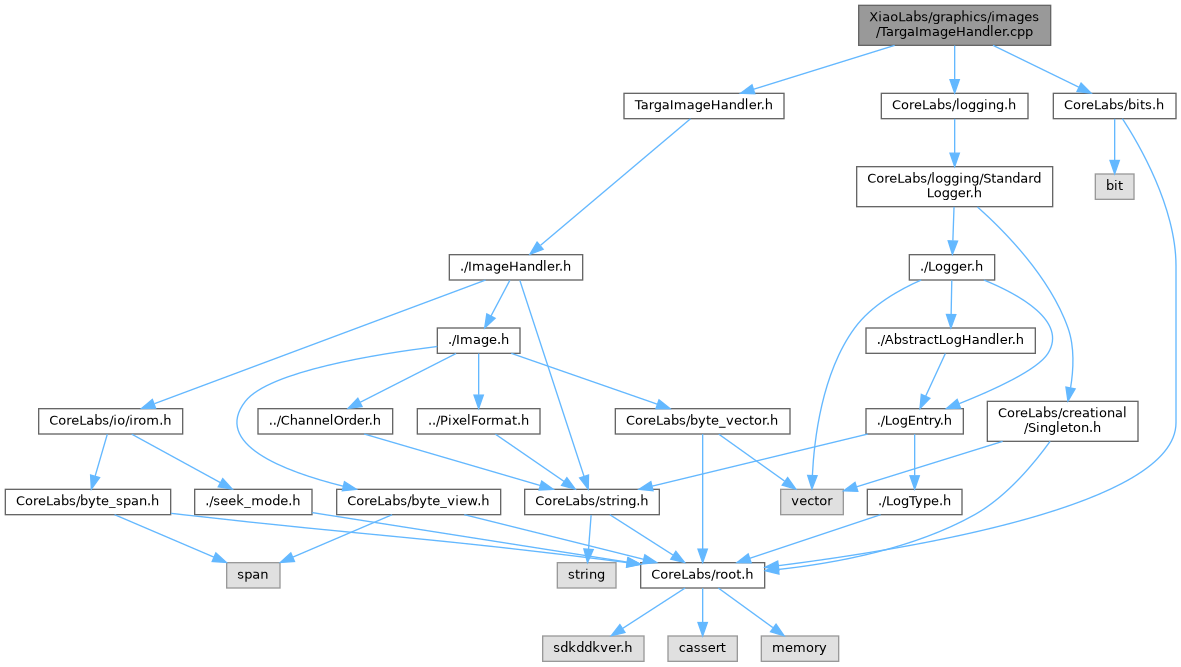 XiaoLabs/graphics/images
/TargaImageHandler.cpp
TargaImageHandler.h
CoreLabs/logging.h
CoreLabs/bits.h
CoreLabs/logging/Standard
Logger.h
bit
./ImageHandler.h
./Logger.h
./Image.h
./AbstractLogHandler.h
CoreLabs/io/irom.h
../ChannelOrder.h
../PixelFormat.h
CoreLabs/byte_vector.h
./LogEntry.h
CoreLabs/creational
/Singleton.h
CoreLabs/byte_span.h
./seek_mode.h
CoreLabs/byte_view.h
CoreLabs/string.h
vector
./LogType.h
span
string
CoreLabs/root.h
sdkddkver.h
cassert
memory